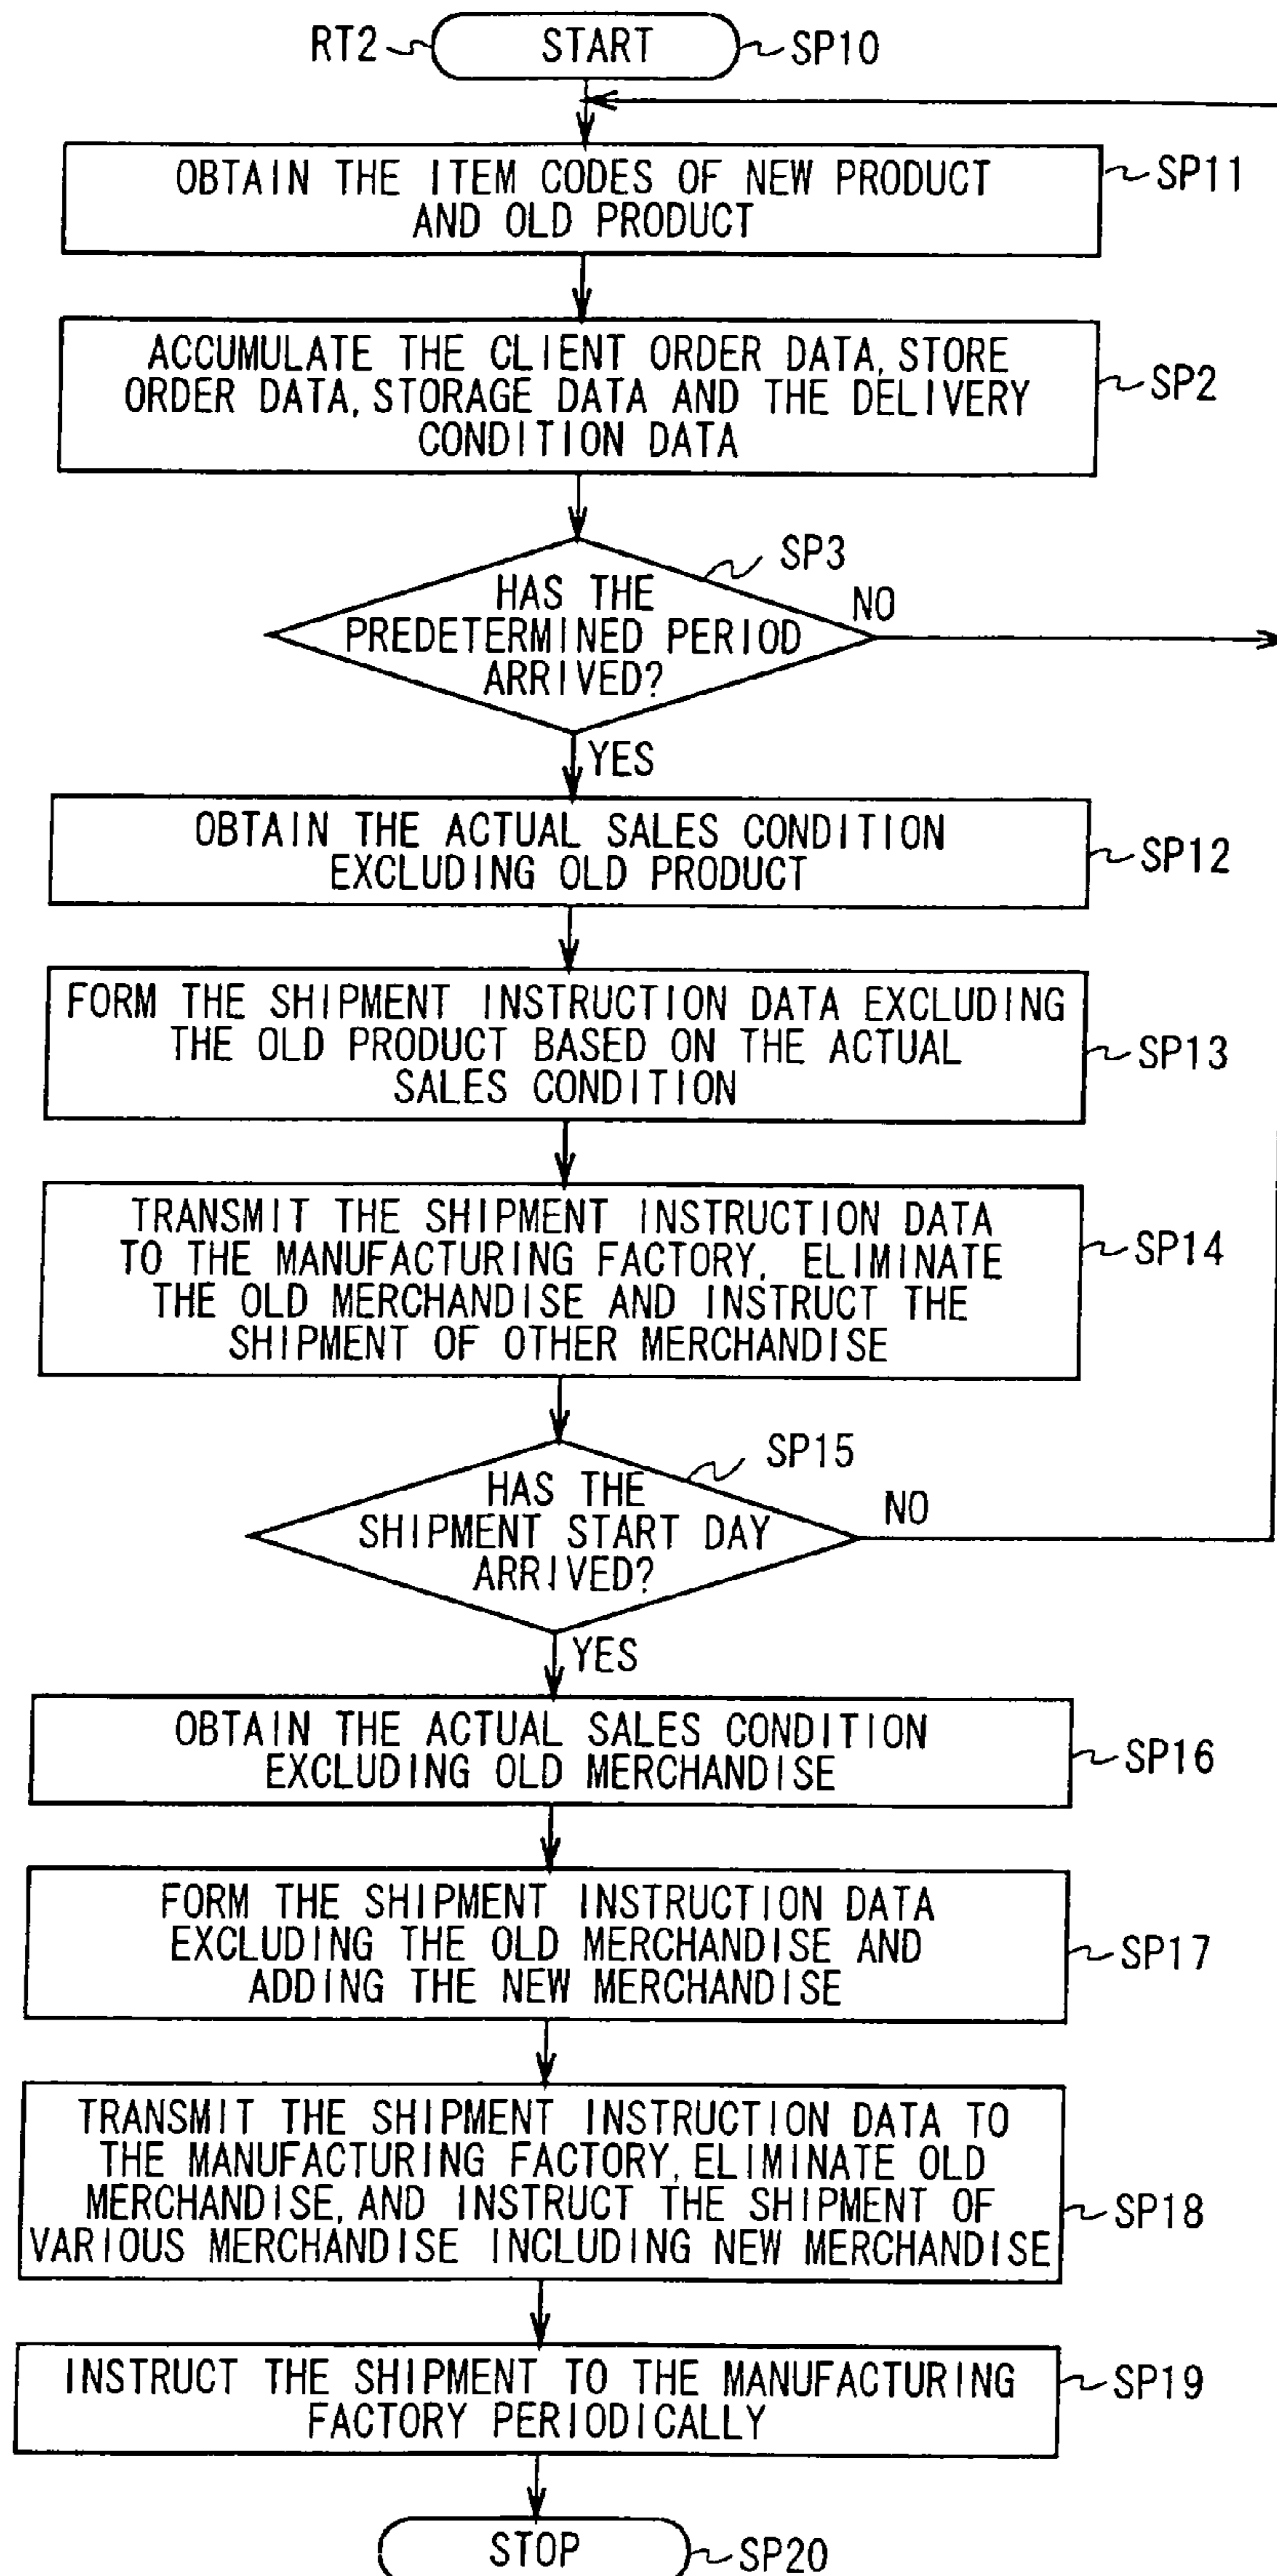 RT2 START SP10
OBTAIN THE ITEM CODES OF NEW PRODUCT
AND OLD PRODUCT
SP11
ACCUMULATE THE CLIENT ORDER DATA, STORE
ORDER DATA, STORAGE DATA AND THE DELIVERY
CONDITION DATA
SP2
SP3
HAS THE
PREDETERMINED PERIOD
ARRIVED?
NO
YES
OBTAIN THE ACTUAL SALES CONDITION
EXCLUDING OLD PRODUCT
SP12
FORM THE SHIPMENT INSTRUCTION DATA EXCLUDING
THE OLD PRODUCT BASED ON THE ACTUAL
SALES CONDITION
SP13
TRANSMIT THE SHIPMENT INSTRUCTION DATA
TO THE MANUFACTURING FACTORY, ELIMINATE
THE OLD MERCHANDISE AND INSTRUCT THE
SHIPMENT OF OTHER MERCHANDISE
SP14
SP15
HAS THE
SHIPMENT START DAY
ARRIVED?
NO
YES
OBTAIN THE ACTUAL SALES CONDITION
EXCLUDING OLD MERCHANDISE
SP16
FORM THE SHIPMENT INSTRUCTION DATA
EXCLUDING THE OLD MERCHANDISE AND
ADDING THE NEW MERCHANDISE
SP17
TRANSMIT THE SHIPMENT INSTRUCTION DATA TO
THE MANUFACTURING FACTORY, ELIMINATE OLD
MERCHANDISE, AND INSTRUCT THE SHIPMENT OF
VARIOUS MERCHANDISE INCLUDING NEW MERCHANDISE
SP18
INSTRUCT THE SHIPMENT TO THE MANUFACTURING
FACTORY PERIODICALLY
SP19
STOP SP20